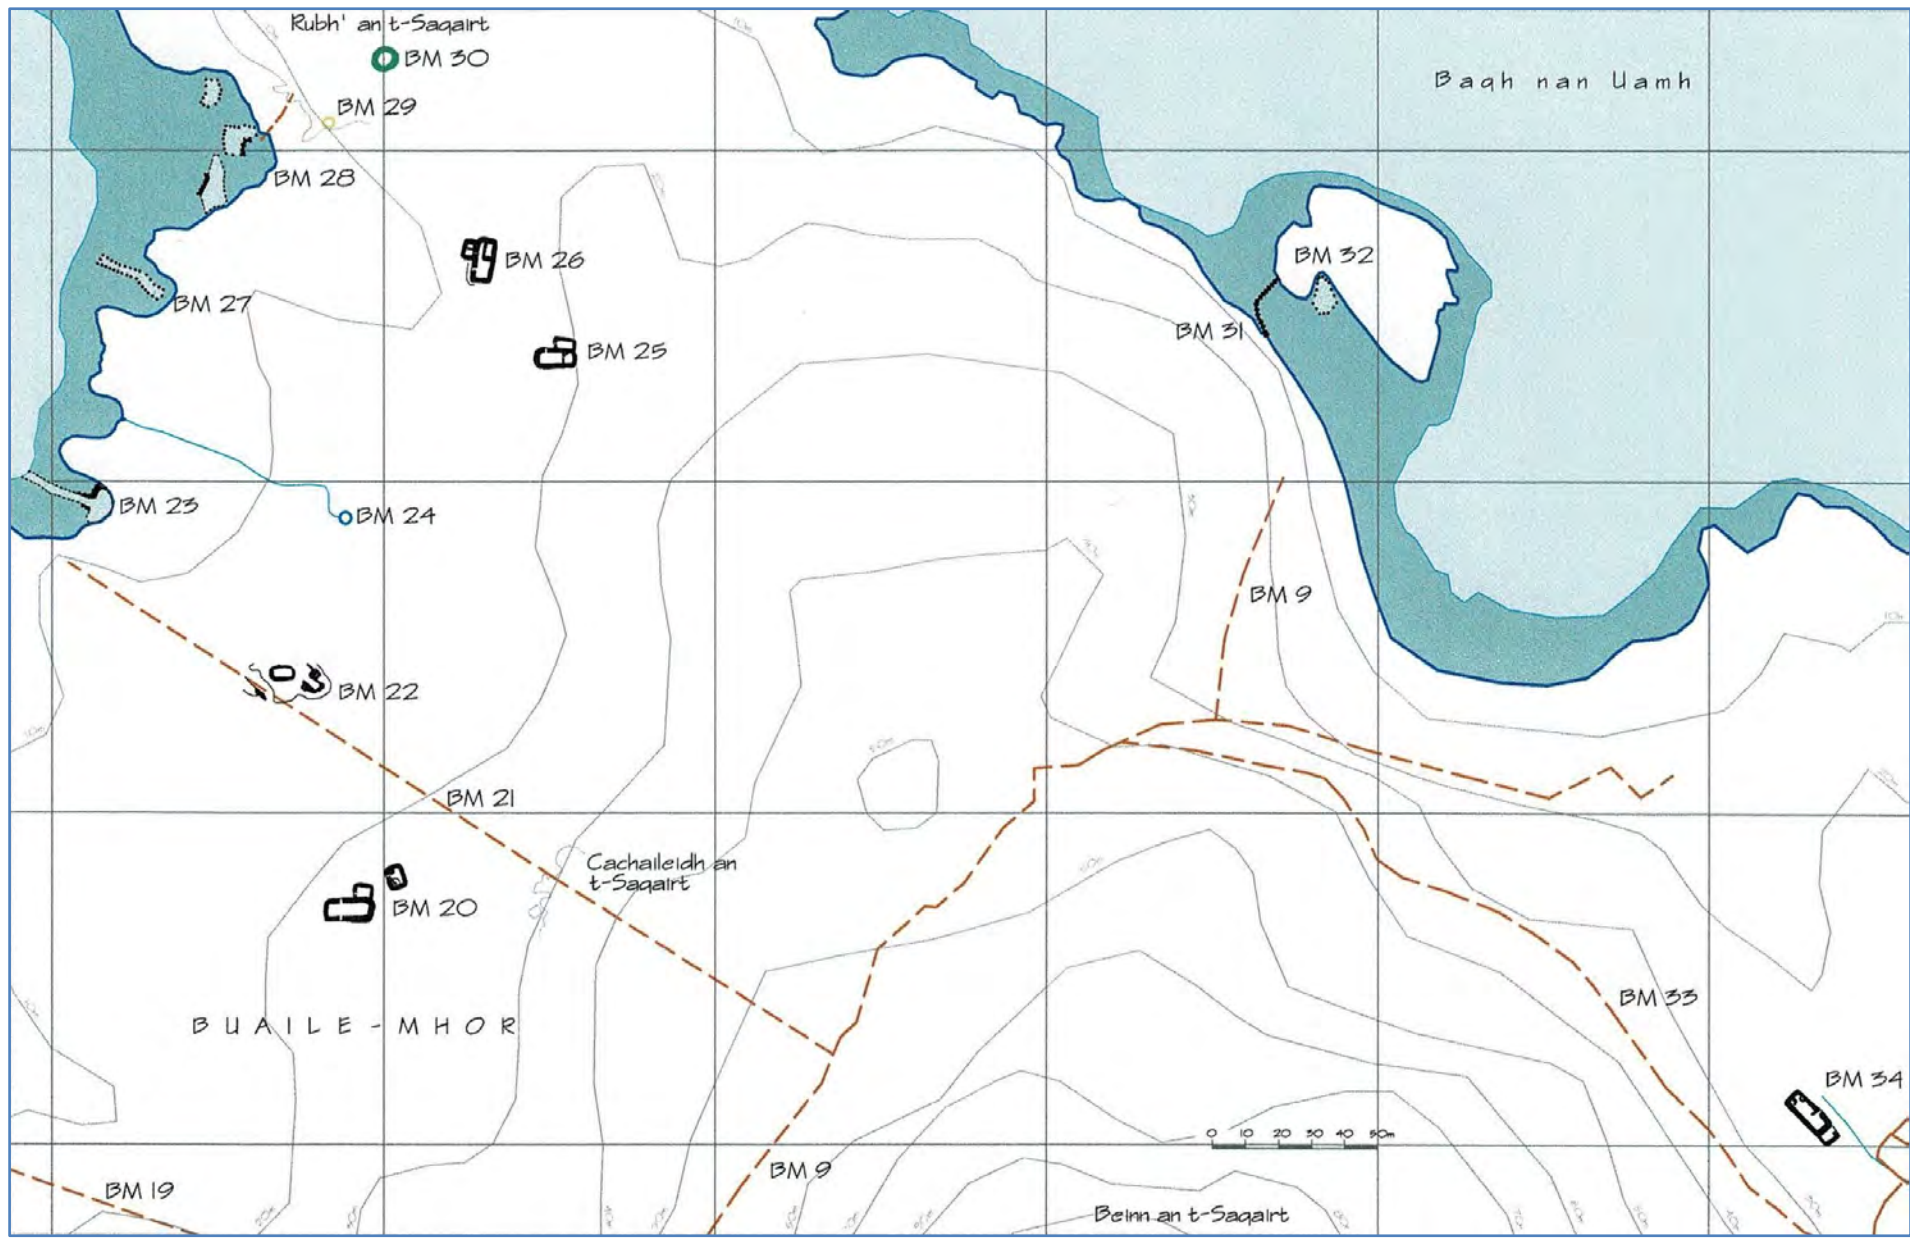 Rubh' an t-Sagairt
BM 30
Bagh nan Uamh
BM 29
BM 28
BM 26
BM 32
BM 27
BM 31
BM 25
BM 23
BM 24
BM 9
10m
BM 22
BM 21
Cachaileidh an
t-Sagairt
BM 20
BM 33
BUAILE-MHOR
BM 34
0 10 20 30 40 50m
BM 9
BM 19
Beinn an t-Sagairt